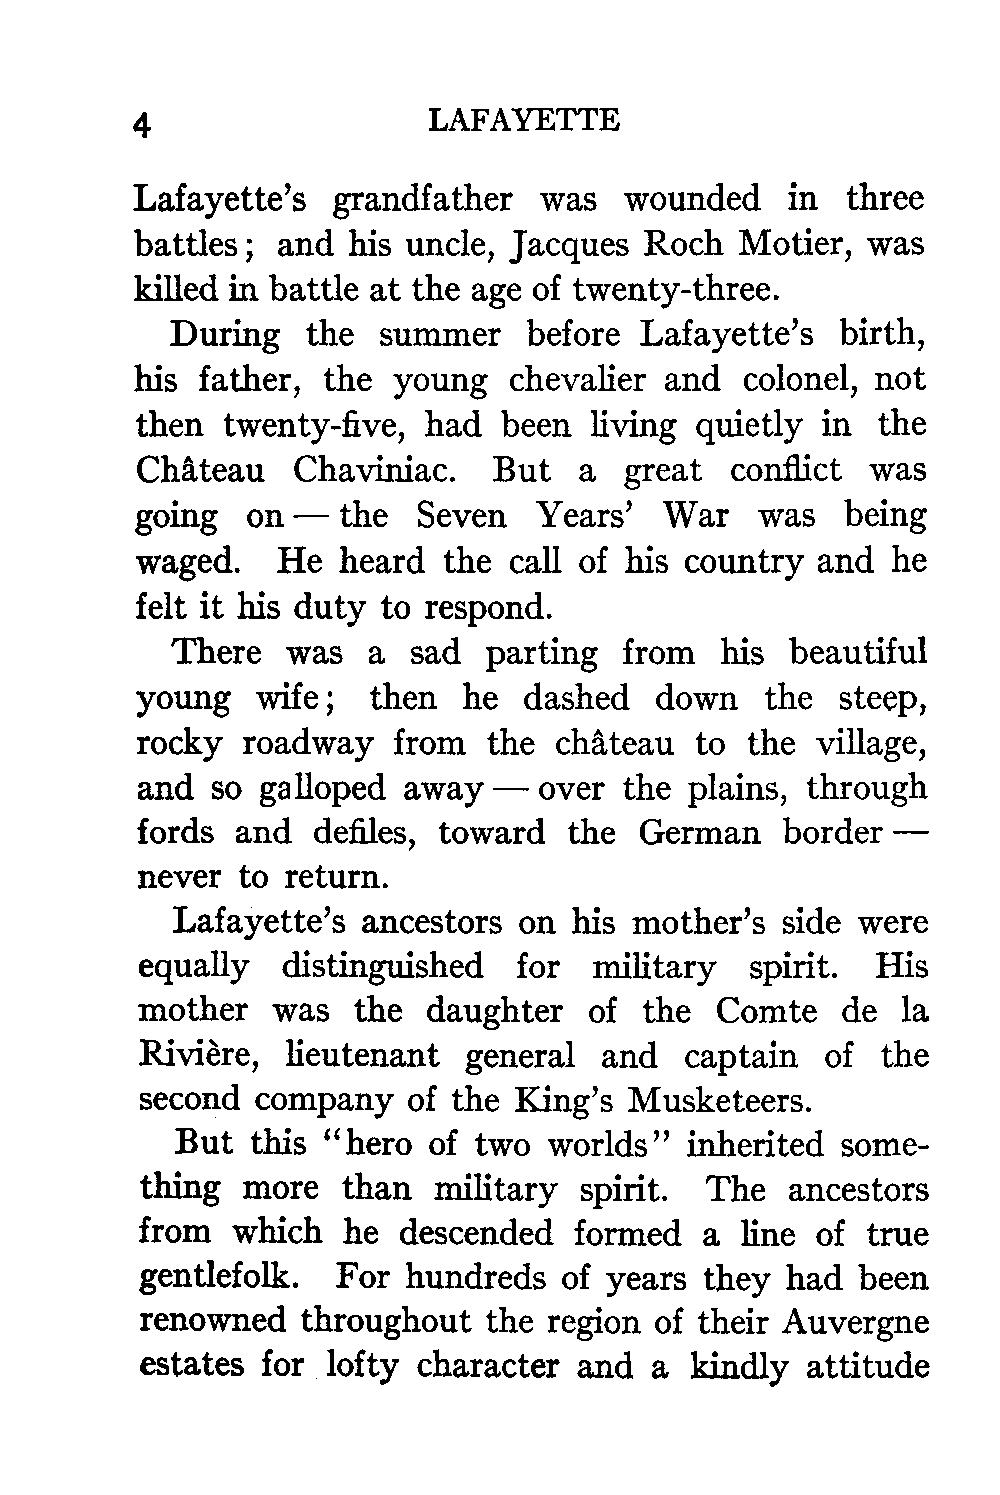 4 LAFAYETTE
Lafayette's grandfather was wounded in three
battles; and his uncle, Jacques Roch Motier, was
killed in battle at the age of twenty-three.
During the summer before Lafayette's birth,
his father, the young chevalier and colonel, not
then twenty-five, had been living quietly in the
Château Chaviniac. But a great conflict was
going on — the Seven Years' War was being
waged. He heard the call of his country and he
felt it his duty to respond.
There was a sad parting from his beautiful
young wife; then he dashed down the steep,
rocky roadway from the château to the village,
and so galloped away — over the plains, through
fords and defiles, toward the German border —
never to return.
Lafayette's ancestors on his mother's side were
equally distinguished for military spirit. His
mother was the daughter of the Comte de la
Rivière, lieutenant general and captain of the
second company of the King's Musketeers.
But this "hero of two worlds" inherited some-
thing more than military spirit. The ancestors
from which he descended formed a line of true
gentlefolk. For hundreds of years they had been
renowned throughout the region of their Auvergne
estates for lofty character and a kindly attitude